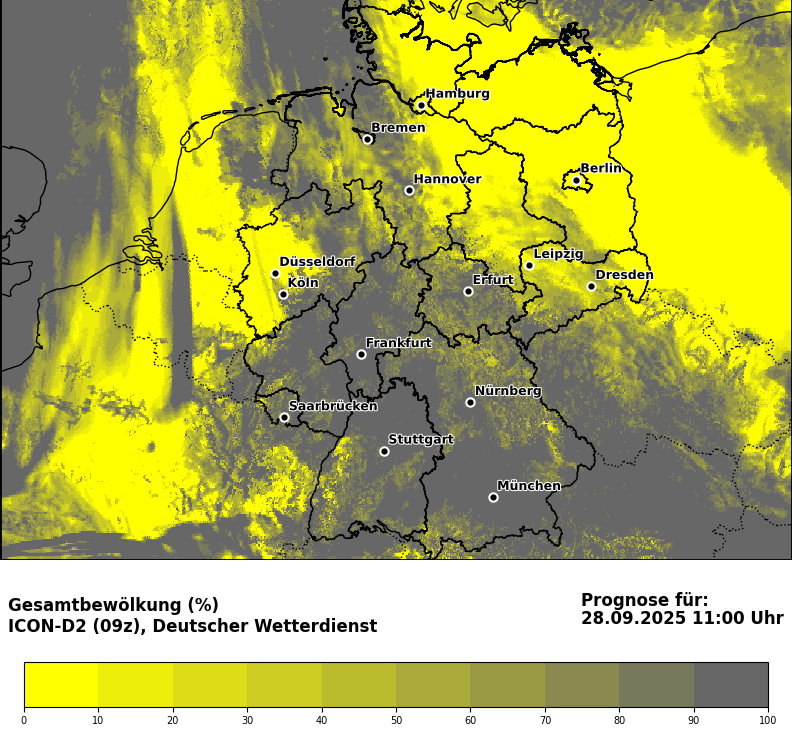 Hamburg
Bremen
Berlin
Hannover
Leipzig
Düsseldorf
Dresden
Köln
Erfurt
Frankfurt
Nürnberg
Saarbrücken
Stuttgart
München
Gesamtbewölkung (%)
ICON-D2 (09z), Deutscher Wetterdienst
Prognose für:
28.09.2025 11:00 Uhr
0 10 20 30 40 50 60 70 80 90 100